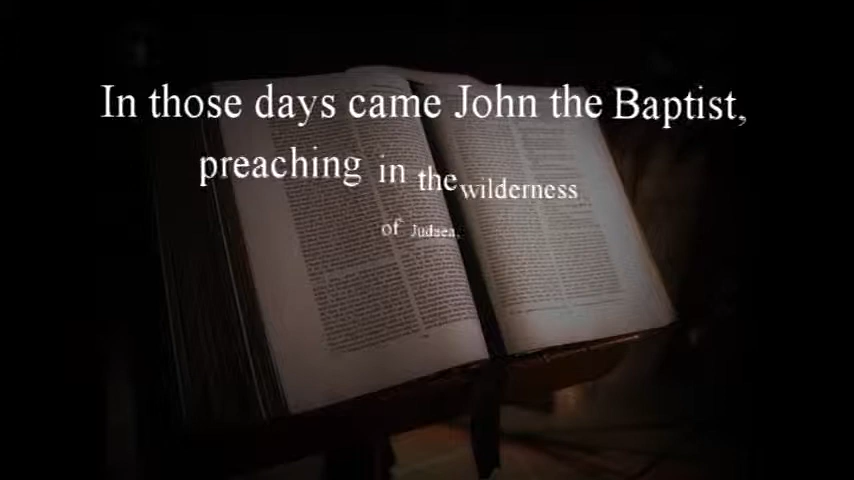 In those days came John the Baptist,
preaching in the wilderness
of Judaea,